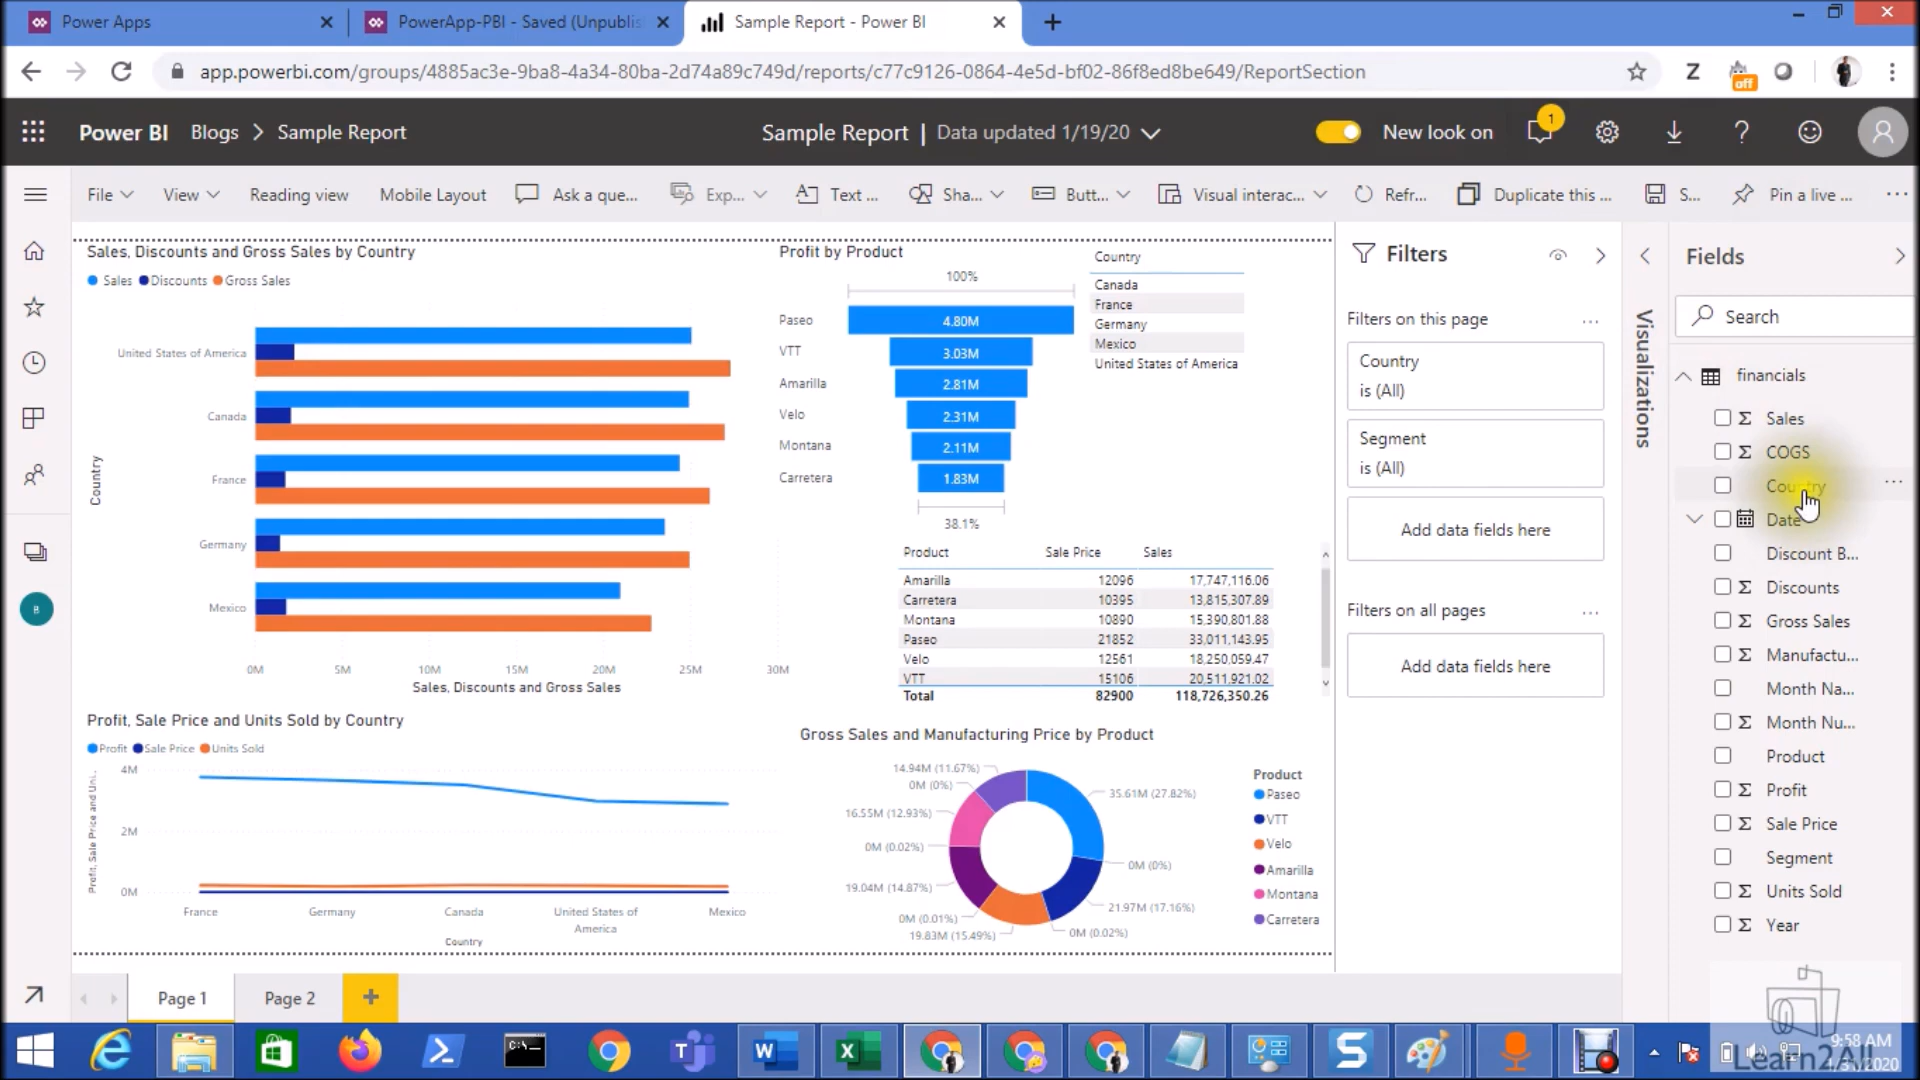 Power Apps
PowerApp-PBI - Saved (Unpublis
Sample Report - Power BI
app.powerbi.com/groups/4885ac3e-9ba8-4a34-80ba-2d74a89c749d/reports/c77c9126-0864-4e5d-bf02-86f8ed8be649/ReportSection
Z
off
Power BI Blogs > Sample Report
Sample Report | Data updated 1/19/20
New look on
1
File View Reading view Mobile Layout Ask a que... Exp... Text ... Sha... Butt... Visual interac... Refr... Duplicate this ... S... Pin a live ...
Sales, Discounts and Gross Sales by Country
Sales Discounts Gross Sales
Country
United States of America
Canada
France
Germany
Mexico
0M 5M 10M 15M 20M 25M 30M
Sales, Discounts and Gross Sales
Profit by Product
100%
Paseo 4.80M
VTT 3.03M
Amarilla 2.81M
Velo 2.31M
Montana 2.11M
Carretera 1.83M
38.1%
Country
Canada
France
Germany
Mexico
United States of America
Product Sale Price Sales
Amarilla 12096 17,747,116.06
Carretera 10395 13,815,307.89
Montana 10890 15,390,801.88
Paseo 21852 33,011,143.95
Velo 12561 18,250,059.47
VTT 15106 20,511,921.02
Total 82900 118,726,350.26
Profit, Sale Price and Units Sold by Country
Profit Sale Price Units Sold
Profit, Sale Price and Uni...
4M
2M
0M
France Germany Canada United States of America Mexico
Country
Gross Sales and Manufacturing Price by Product
14.94M (11.67%)
0M (0%)
16.55M (12.93%)
0M (0.02%)
19.04M (14.87%)
0M (0.01%)
19.83M (15.49%)
35.61M (27.82%)
0M (0%)
21.97M (17.16%)
0M (0.02%)
Product
Paseo
VTT
Velo
Amarilla
Montana
Carretera
Filters
Filters on this page
Country
is (All)
Segment
is (All)
Add data fields here
Filters on all pages
Add data fields here
Visualizations
Fields
Search
financials
Sales
COGS
Country
Date
Discount B...
Discounts
Gross Sales
Manufactu...
Month Na...
Month Nu...
Product
Profit
Sale Price
Segment
Units Sold
Year
B
Page 1 Page 2 +
9:58 AM